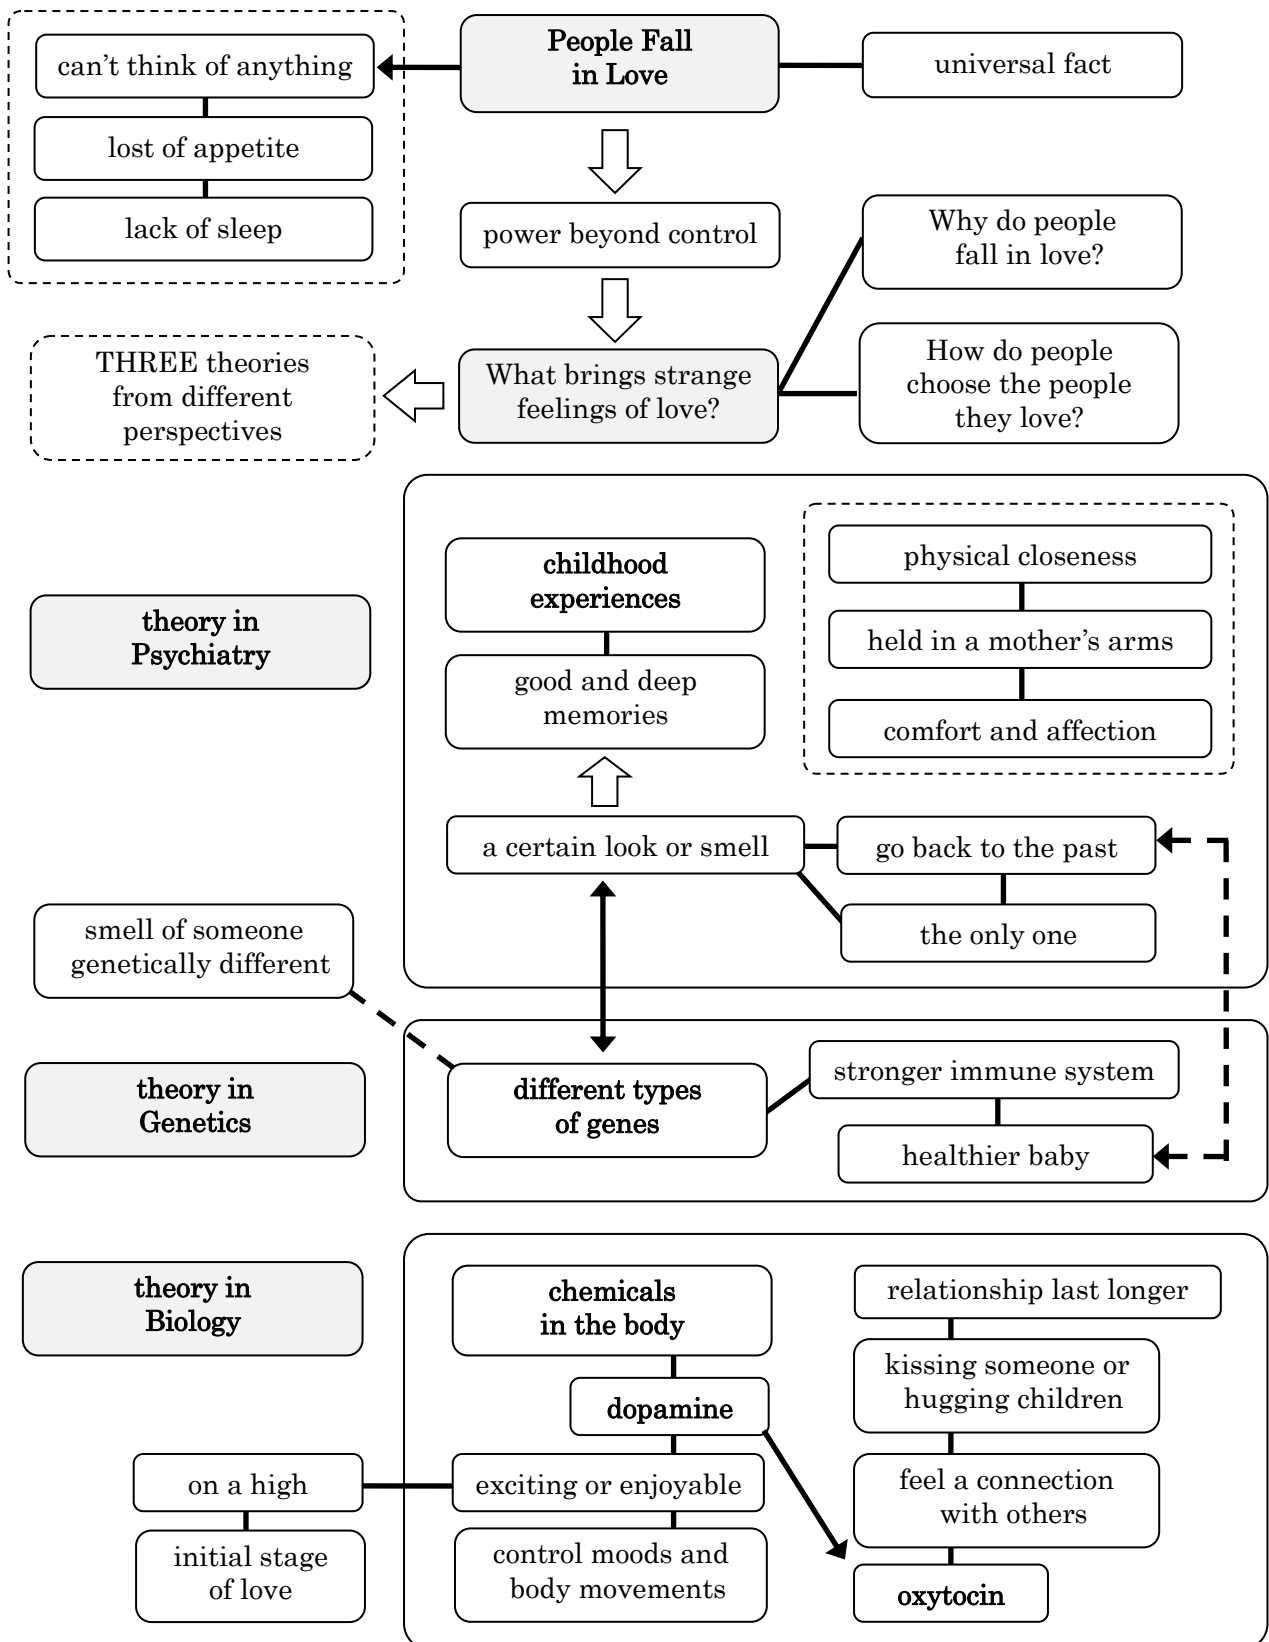 People Fall
in Love
universal fact
can't think of anything
lost of appetite
lack of sleep
power beyond control
Why do people
fall in love?
How do people
choose the people
they love?
What brings strange
feelings of love?
THREE theories
from different
perspectives
theory in
Psychiatry
childhood
experiences
good and deep
memories
physical closeness
held in a mother's arms
comfort and affection
a certain look or smell
go back to the past
the only one
smell of someone
genetically different
theory in
Genetics
different types
of genes
stronger immune system
healthier baby
theory in
Biology
chemicals
in the body
dopamine
exciting or enjoyable
control moods and
body movements
on a high
initial stage
of love
relationship last longer
kissing someone or
hugging children
feel a connection
with others
oxytocin